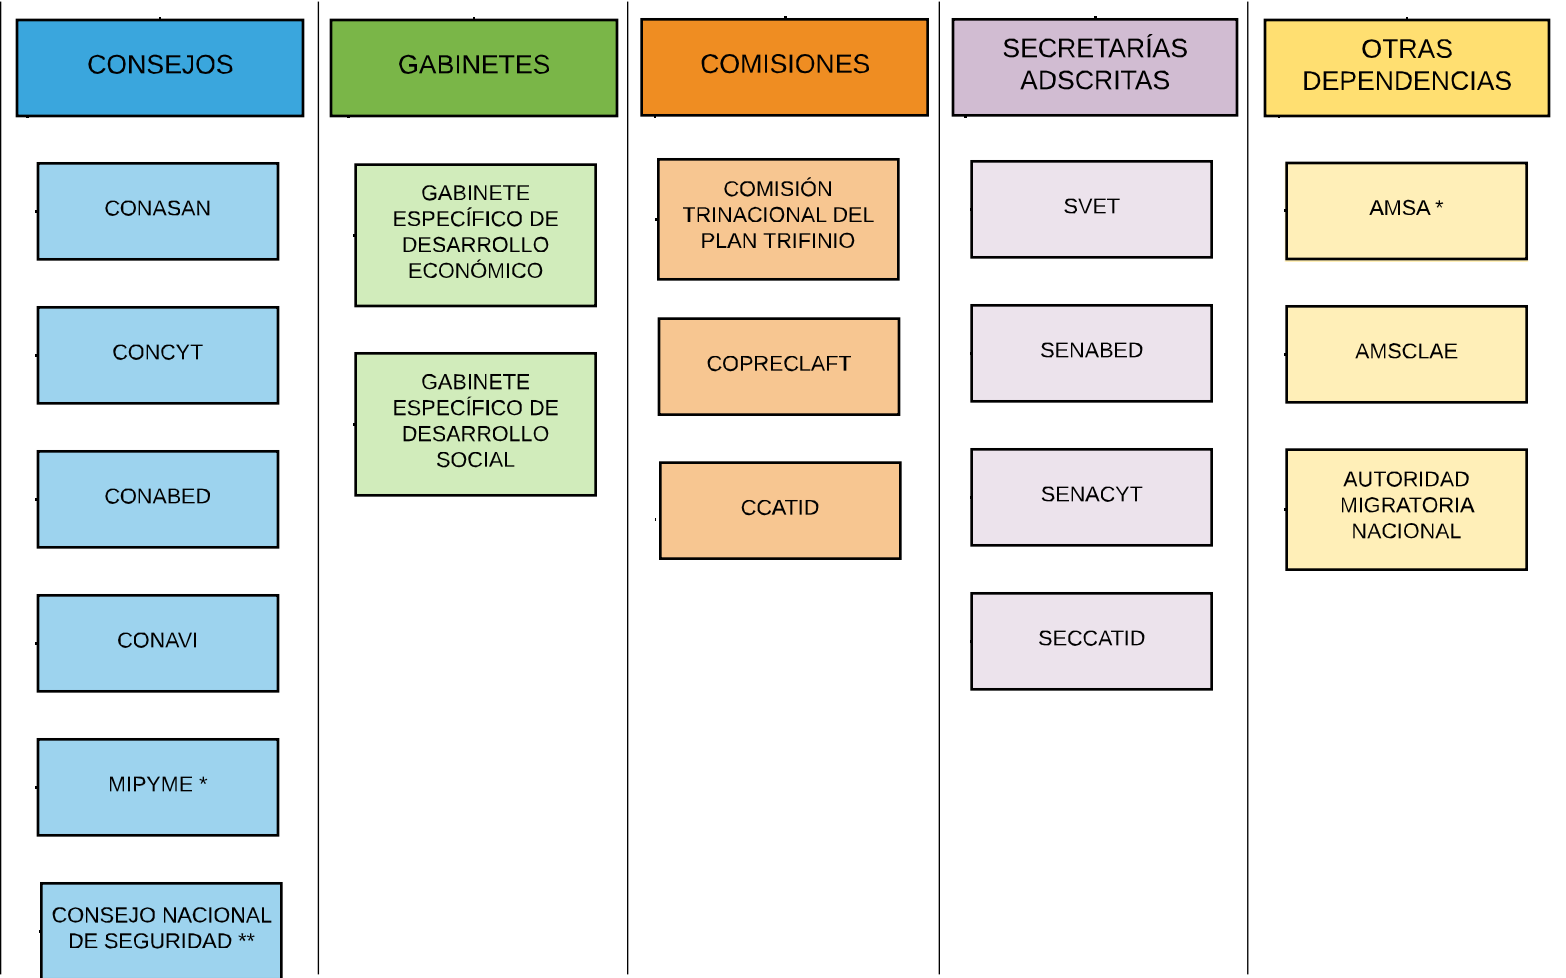 CONSEJOS
CONASAN
CONCYT
CONABED
CONAVI
MIPYME *
CONSEJO NACIONAL
DE SEGURIDAD **
GABINETES
GABINETE
ESPECÍFICO DE
DESARROLLO
ECONÓMICO
GABINETE
ESPECÍFICO DE
DESARROLLO
SOCIAL
COMISIONES
COMISIÓN
TRINACIONAL DEL
PLAN TRIFINIO
COPRECLAFT
CCATID
SECRETARÍAS
ADSCRITAS
SVET
SENABED
SENACYT
SECCATID
OTRAS
DEPENDENCIAS
AMSA *
AMSCLAE
AUTORIDAD
MIGRATORIA
NACIONAL